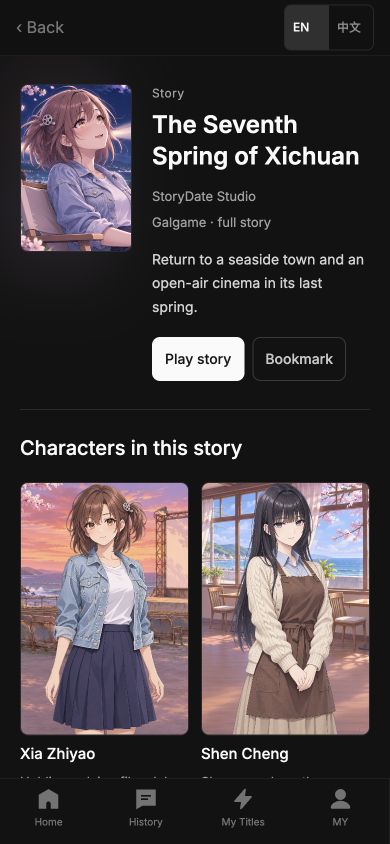 ‹ Back
EN
中文
Story
The Seventh
Spring of Xichuan
StoryDate Studio
Galgame · full story
Return to a seaside town and an
open-air cinema in its last
spring.
Play story
Bookmark
Characters in this story
Xia Zhiyao
Shen Cheng
Home
History
My Titles
MY